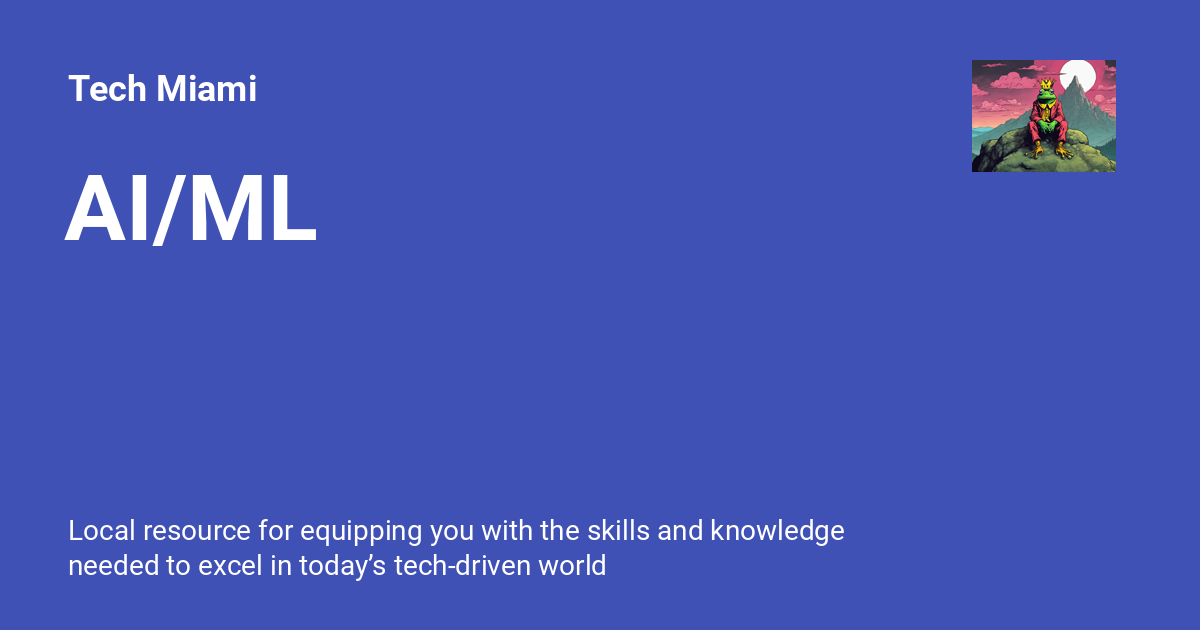 Tech Miami
AI/ML
Local resource for equipping you with the skills and knowledge
needed to excel in today’s tech-driven world